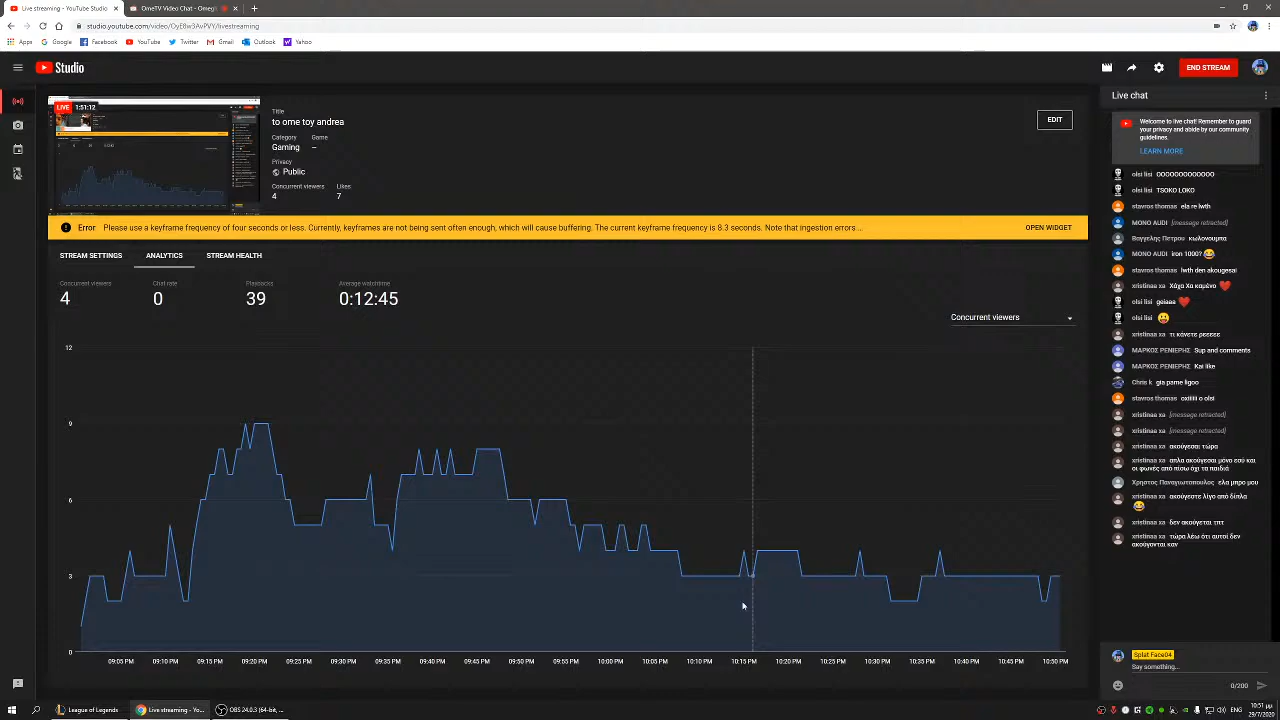 Live streaming - YouTube Studio
OmeTV Video Chat - Omegl
studio.youtube.com/video/OyE8w3AvPVY/livestreaming
Apps Google Facebook YouTube Twitter Gmail Outlook Yahoo
Studio
END STREAM
LIVE 1:51:12
Title
to ome toy andrea
Category Game
Gaming –
Privacy
Public
Concurrent viewers Likes
4 7
EDIT
Error Please use a keyframe frequency of four seconds or less. Currently, keyframes are not being sent often enough, which will cause buffering. The current keyframe frequency is 8.3 seconds. Note that ingestion errors....
OPEN WIDGET
STREAM SETTINGS ANALYTICS STREAM HEALTH
Concurrent viewers Chat rate Playbacks Average watchtime
4 0 39 0:12:45
Concurrent viewers
12
9
6
3
0
09:05 PM 09:10 PM 09:15 PM 09:20 PM 09:25 PM 09:30 PM 09:35 PM 09:40 PM 09:45 PM 09:50 PM 09:55 PM 10:00 PM 10:05 PM 10:10 PM 10:15 PM 10:20 PM 10:25 PM 10:30 PM 10:35 PM 10:40 PM 10:45 PM 10:50 PM
Live chat
Welcome to live chat! Remember to guard
your privacy and abide by our community
guidelines.
LEARN MORE
olsi lisi OOOOOOOOOOOOO
olsi lisi TSOKO LOKO
stavros thomas ela re lwth
MONO AUDI [message retracted]
Βαγγελης Πετρου κωλονουμπα
MONO AUDI iron 1000? 😂
stavros thomas lwth den akougesai
xristinaa xa Χάχα Χα καμένο ❤
olsi lisi geiaaa ❤
olsi lisi 😛
xristinaa xa τι κάνετε ρεεεεε
ΜΑΡΚΟΣ ΡΕΝΙΕΡΗΣ Sup and comments
ΜΑΡΚΟΣ ΡΕΝΙΕΡΗΣ Kai like
Chris k gia pame ligoo
stavros thomas oxiiiiii o olsi
xristinaa xa [message retracted]
xristinaa xa [message retracted]
xristinaa xa ακούγεσαι τώρα
xristinaa xa απλα ακούγεσαι μόνο εσύ και
οι φωνές από πίσω όχι τα παιδιά
Χρηστος Παναγιωτοπουλος ελα μπρο μου
xristinaa xa ακούγεστε λίγο από δίπλα
😂
xristinaa xa δεν ακούγεται τπτ
xristinaa xa τώρα λέω ότι αυτοί δεν
ακούγονται καν
Splat Face04
Say something...
0/200
League of Legends
Live streaming - Yo...
OBS 24.0.3 (64-bit, ...
ENG
10:51 μμ
29/7/2020